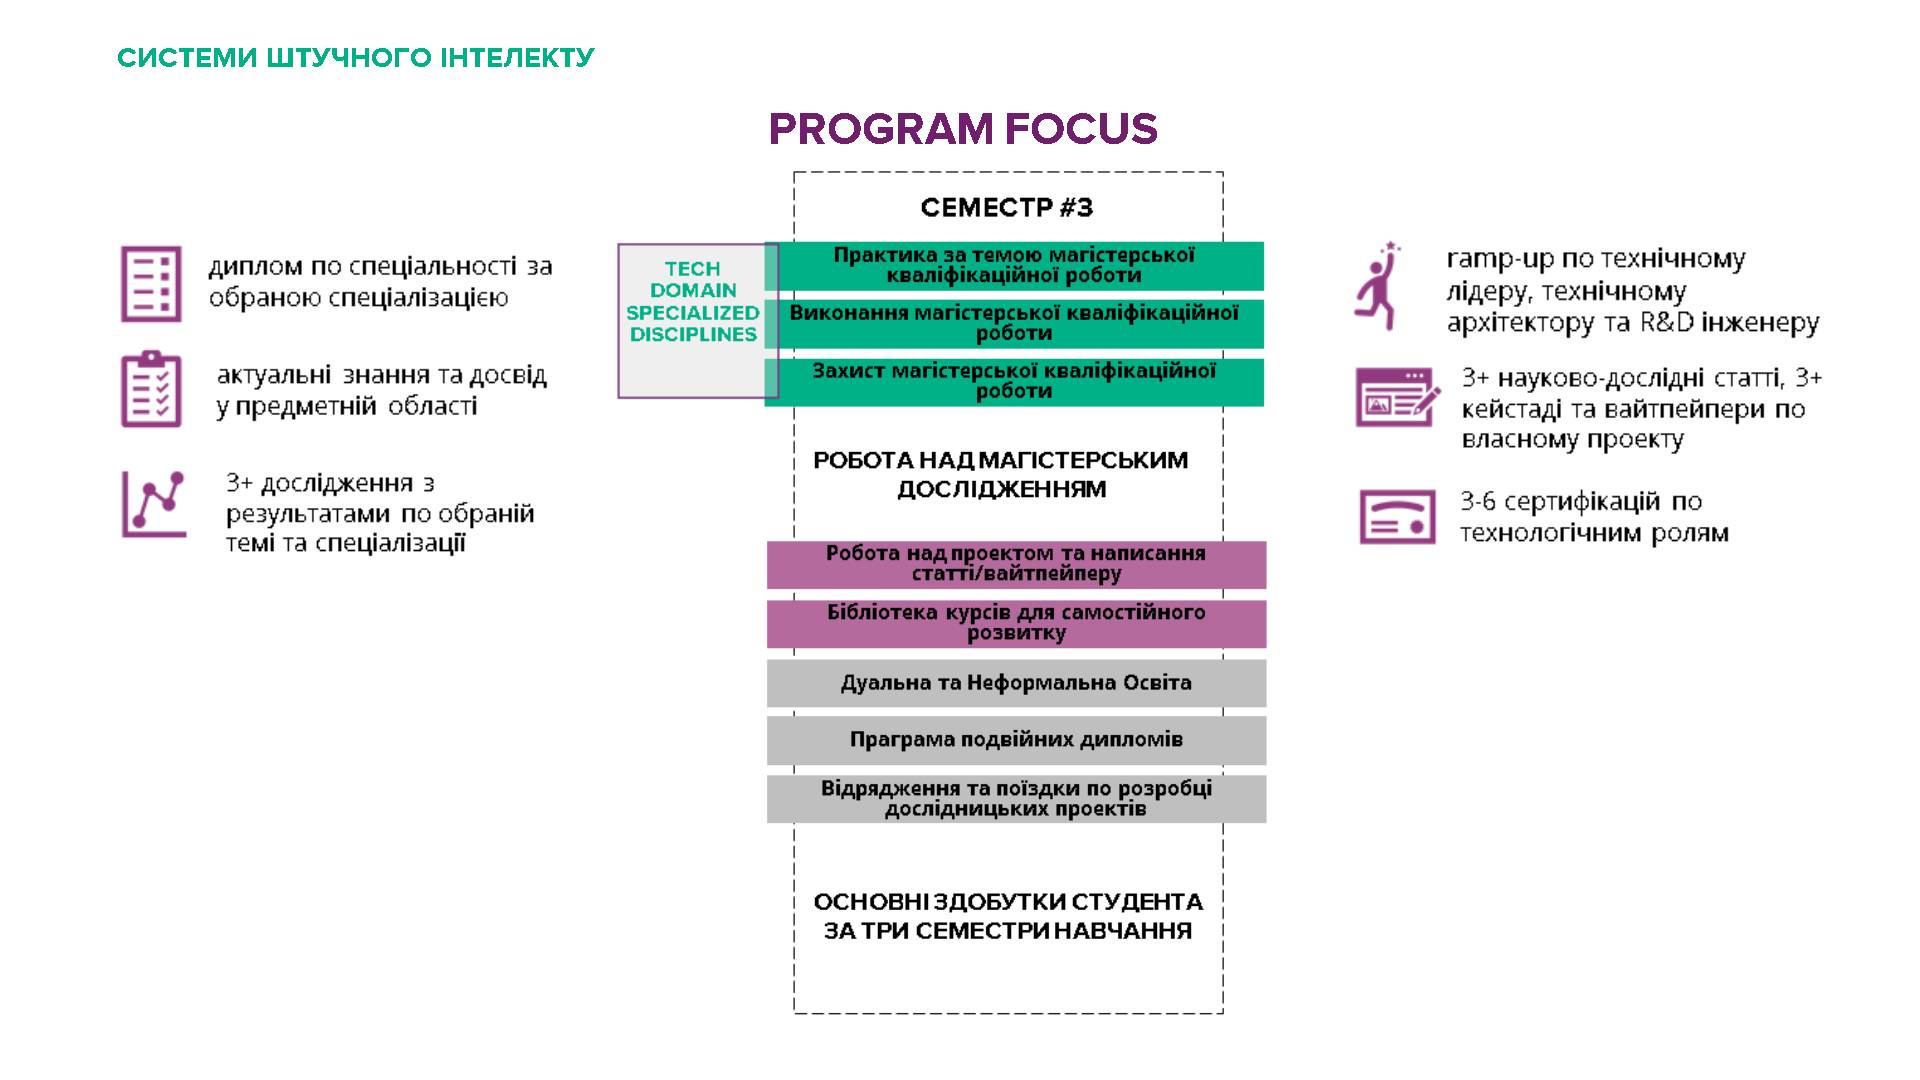 СИСТЕМИ ШТУЧНОГО ІНТЕЛЕКТУ
PROGRAM FOCUS
диплом по спеціальності за
обраною спеціалізацією
актуальні знання та досвід
у предметній області
3+ дослідження з
результатами по обраній
темі та спеціалізації
TECH
DOMAIN
SPECIALIZED
DISCIPLINES
СЕМЕСТР #3
Практика за темою магістерської
кваліфікаційної роботи
Виконання магістерської кваліфікаційної
роботи
Захист магістерської кваліфікаційної
роботи
РОБОТА НАД МАГІСТЕРСЬКИМ
ДОСЛІДЖЕННЯМ
Робота над проектом та написання
статті/вайтпейперу
Бібліотека курсів для самостійного
розвитку
Дуальна та Неформальна Освіта
Праграма подвійних дипломів
Відрядження та поїздки по розробці
дослідницьких проектів
ОСНОВНІ ЗДОБУТКИ СТУДЕНТА
ЗА ТРИ СЕМЕСТРИ НАВЧАННЯ
ramp-up по технічному
лідеру, технічному
архітектору та R&D інженеру
3+ науково-дослідні статті, 3+
кейстаді та вайтпейпери по
власному проекту
3-6 сертифікацій по
технологічним ролям